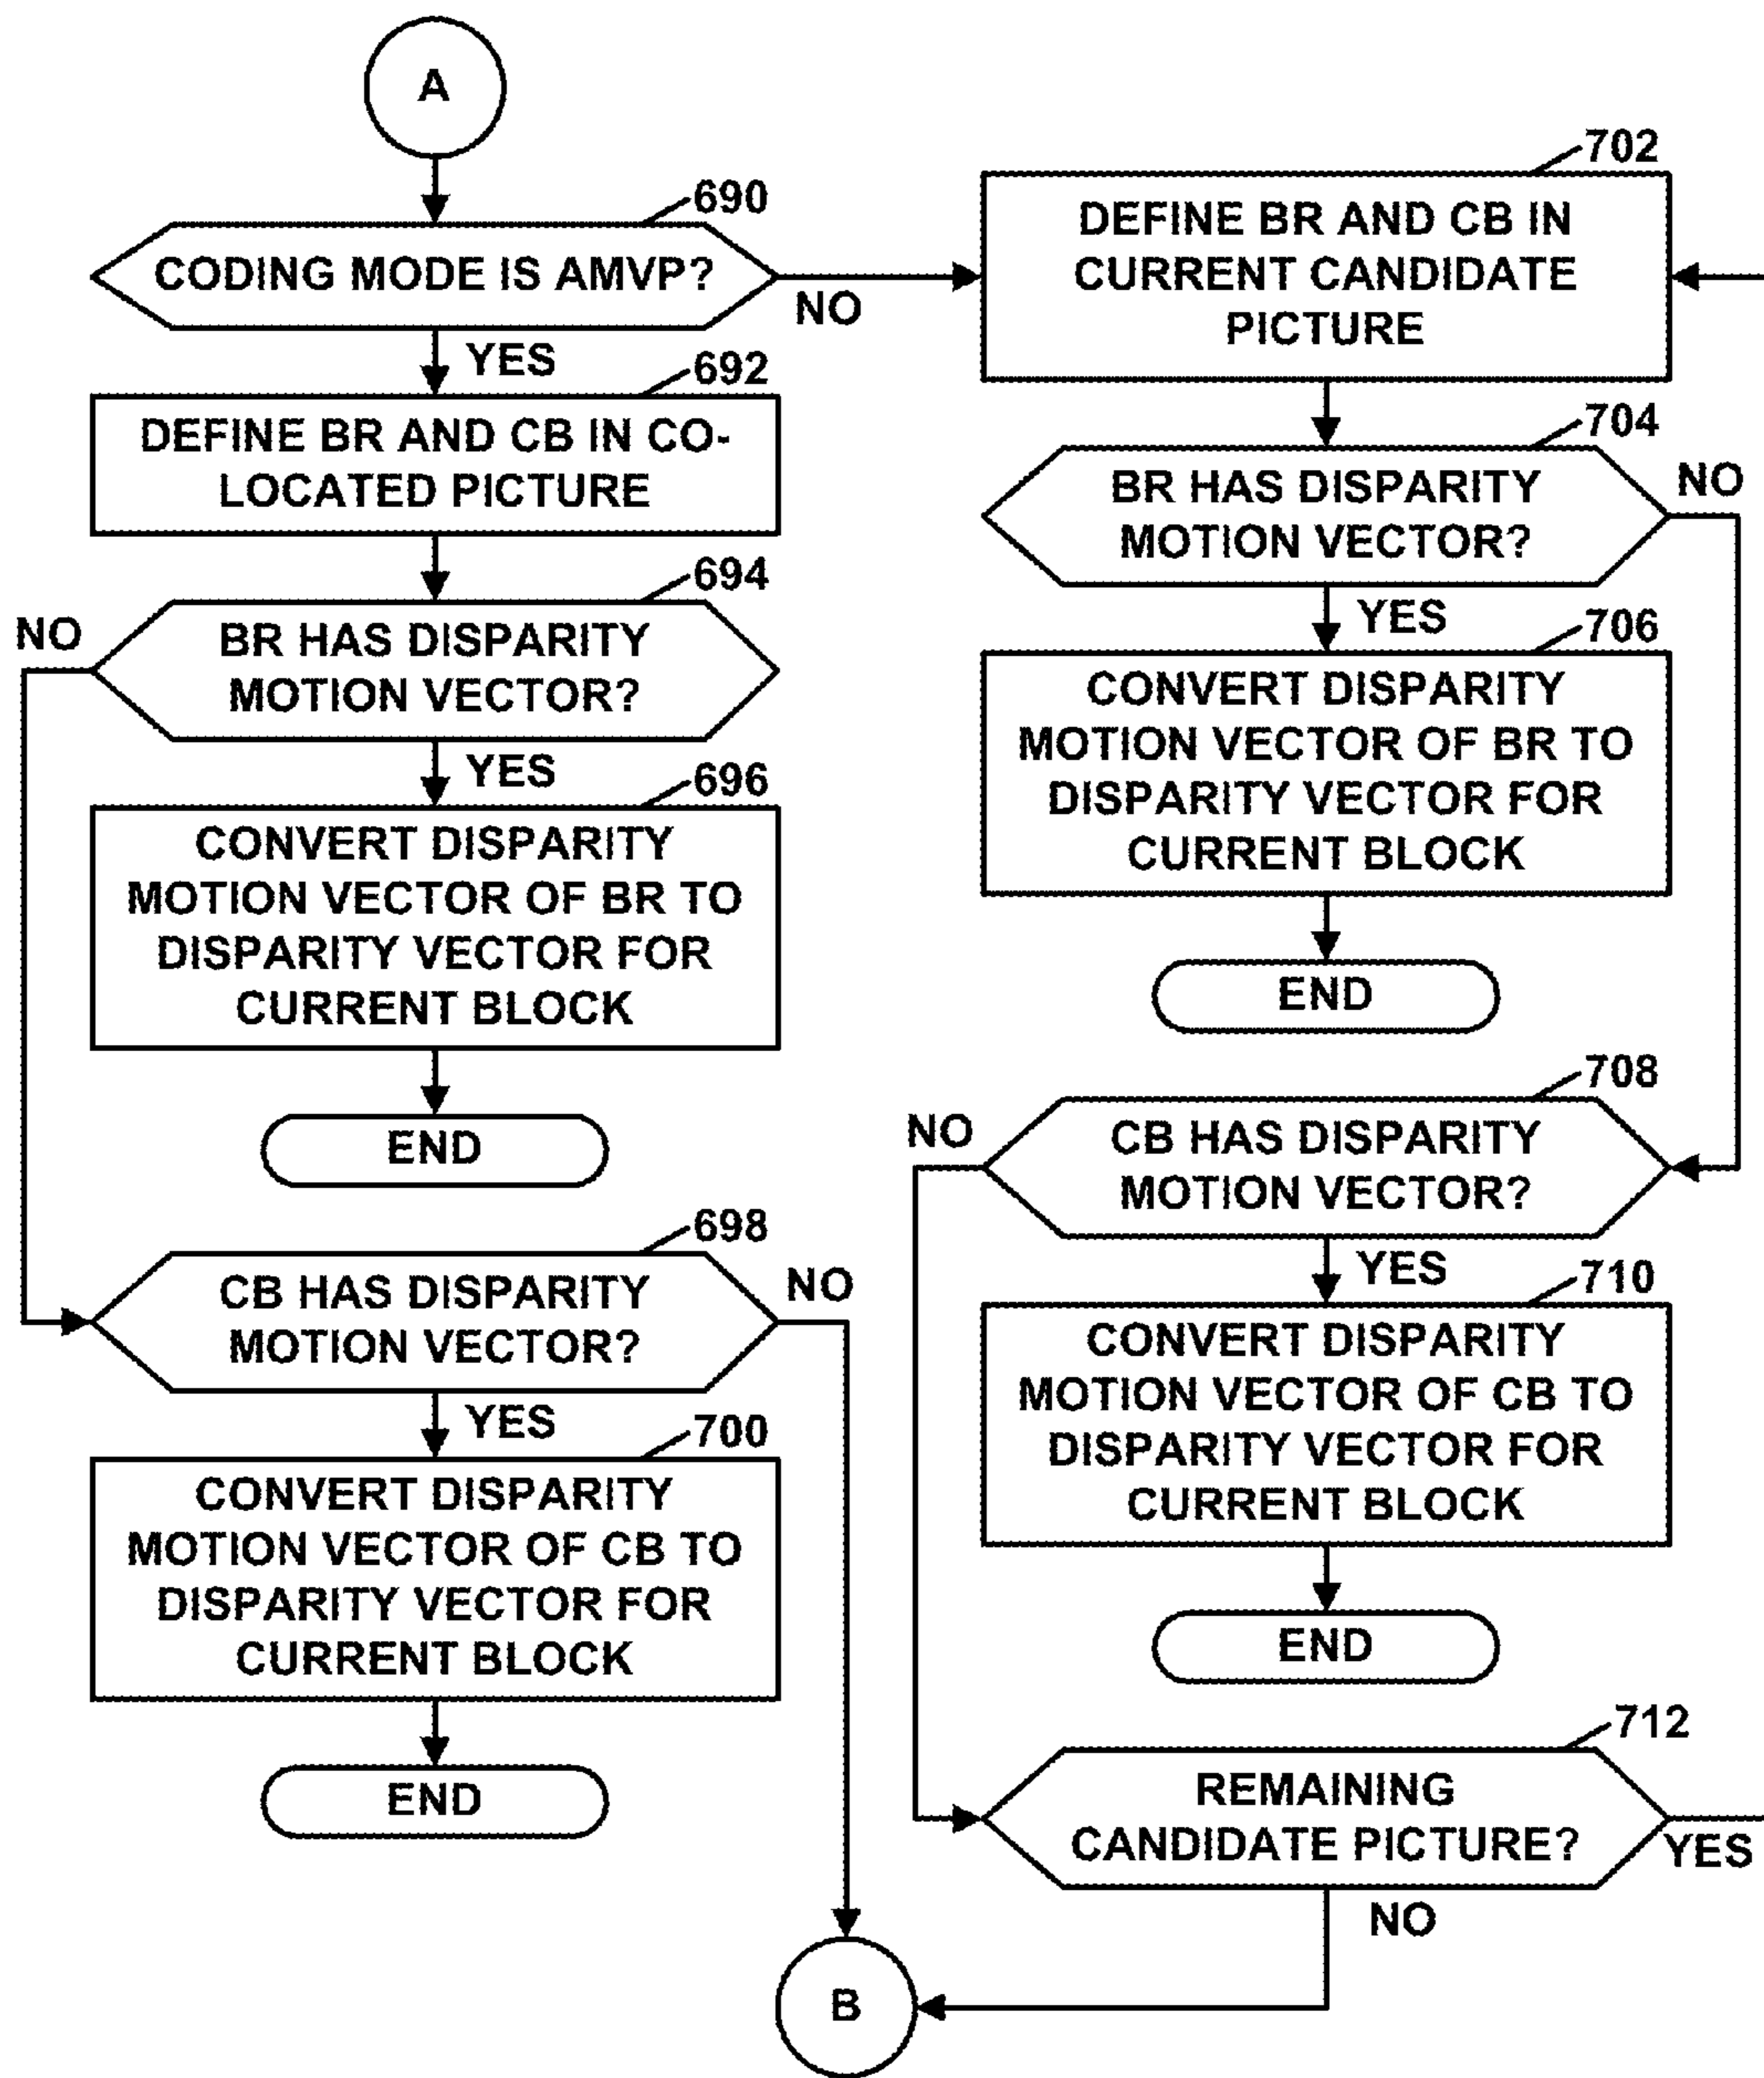 A
690
CODING MODE IS AMVP?
NO
YES
692
DEFINE BR AND CB IN CO-
LOCATED PICTURE
694
NO
BR HAS DISPARITY
MOTION VECTOR?
YES
696
CONVERT DISPARITY
MOTION VECTOR OF BR TO
DISPARITY VECTOR FOR
CURRENT BLOCK
END
698
CB HAS DISPARITY
MOTION VECTOR?
NO
YES
700
CONVERT DISPARITY
MOTION VECTOR OF CB TO
DISPARITY VECTOR FOR
CURRENT BLOCK
END
702
DEFINE BR AND CB IN
CURRENT CANDIDATE
PICTURE
704
BR HAS DISPARITY
MOTION VECTOR?
NO
YES
706
CONVERT DISPARITY
MOTION VECTOR OF BR TO
DISPARITY VECTOR FOR
CURRENT BLOCK
END
708
NO
CB HAS DISPARITY
MOTION VECTOR?
YES
710
CONVERT DISPARITY
MOTION VECTOR OF CB TO
DISPARITY VECTOR FOR
CURRENT BLOCK
END
712
REMAINING
CANDIDATE PICTURE?
YES
NO
B